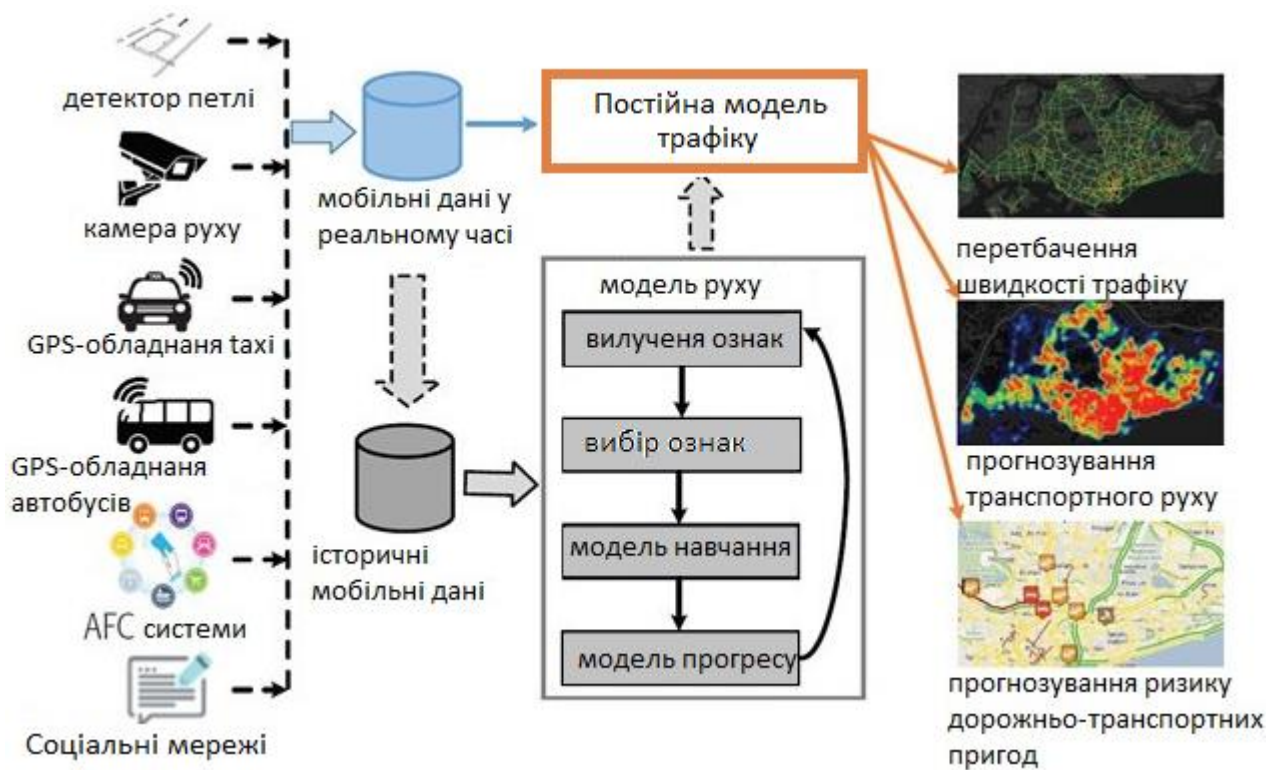 детектор петлі
камера руху
GPS-обладнаня taxi
GPS-обладнаня
автобусів
AFC системи
Соціальні мережі
мобільні дані у
реальному часі
історичні
мобільні дані
Постійна модель
трафіку
модель руху
вилученя ознак
вибір ознак
модель навчання
модель прогресу
перетбачення
швидкості трафіку
прогнозування
транспортного руху
прогнозування ризику
дорожньо-транспортних
пригод